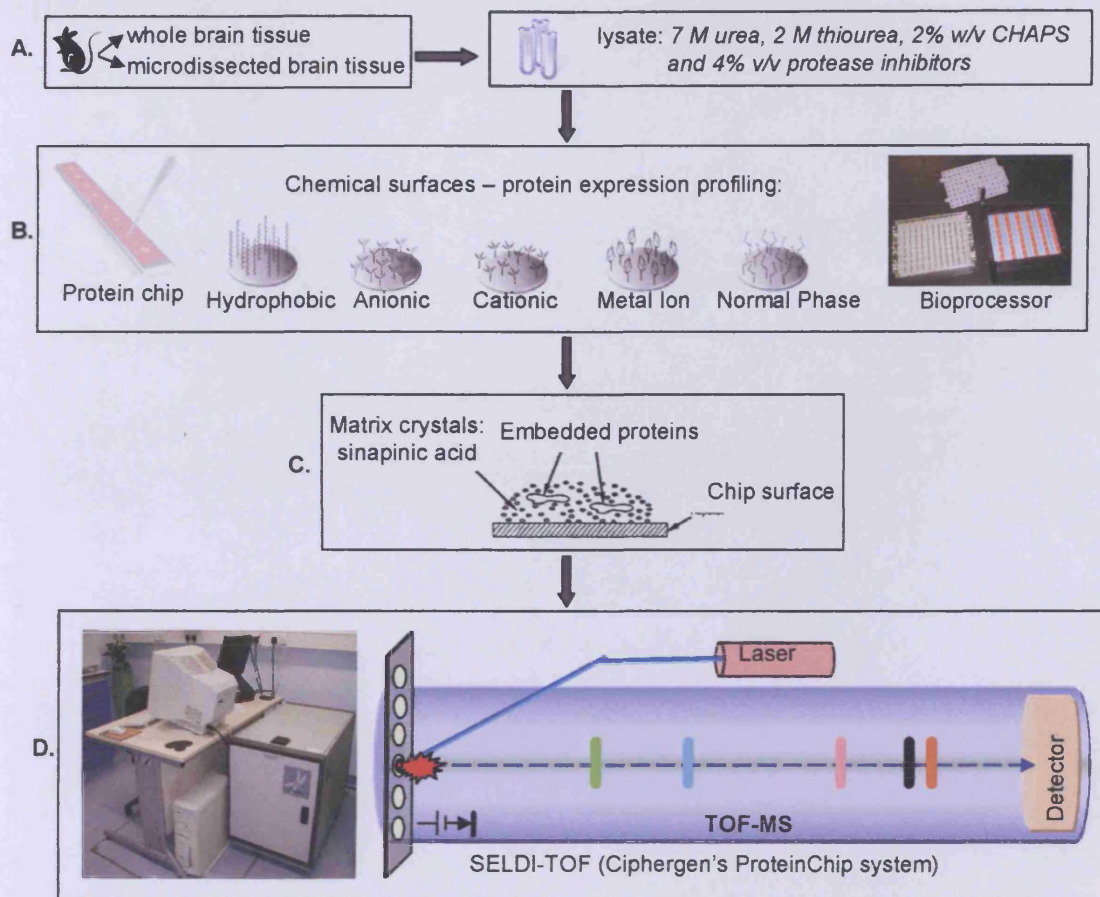 A.
whole brain tissue
microdissected brain tissue
lysate: 7 M urea, 2 M thiourea, 2% w/v CHAPS
and 4% v/v protease inhibitors
B.
Chemical surfaces – protein expression profiling:
Protein chip
Hydrophobic
Anionic
Cationic
Metal Ion
Normal Phase
Bioprocessor
C.
Matrix crystals:
sinapinic acid
Embedded proteins
Chip surface
D.
Laser
Detector
TOF-MS
SELDI-TOF (Ciphergen's ProteinChip system)